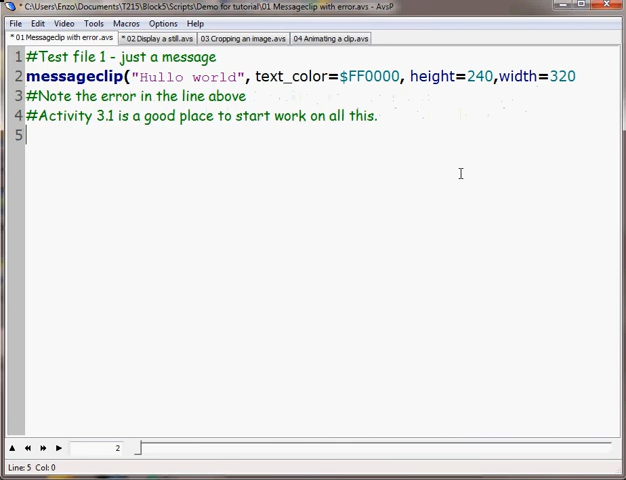 * C:\Users\Enzo\Documents\T215\Block5\Scripts\Demo for tutorial\01 Messageclip with error.avs - AvsP
File Edit Video Tools Macros Options Help
* 01 Messageclip with error.avs * 02 Display a still.avs 03 Cropping an image.avs 04 Animating a clip.avs
1 #Test file 1 - just a message
2 messageclip("Hullo world", text_color=$FF0000, height=240,width=320
3 #Note the error in the line above
4 #Activity 3.1 is a good place to start work on all this.
5
2
Line: 5 Col: 0